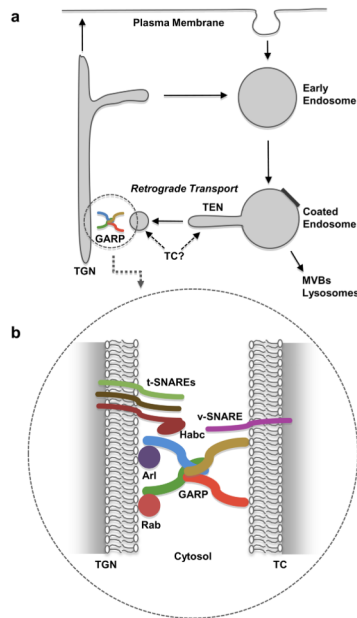 a
Plasma Membrane
Early
Endosome
Retrograde Transport
TEN
GARP
Coated
Endosome
TC?
TGN
MVBs
Lysosomes
b
t-SNAREs
v-SNARE
Habc
Arl
GARP
Rab
Cytosol
TGN
TC